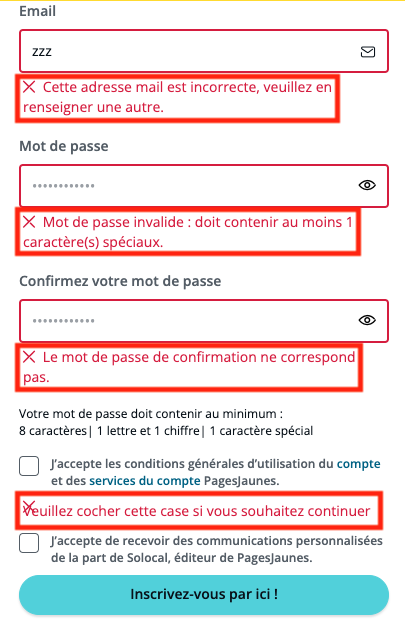 Email
zzz
Cette adresse mail est incorrecte, veuillez en
renseigner une autre.
Mot de passe
••••••••••••
Mot de passe invalide : doit contenir au moins 1
caractère(s) spéciaux.
Confirmez votre mot de passe
••••••••••••
Le mot de passe de confirmation ne correspond
pas.
Votre mot de passe doit contenir au minimum :
8 caractères| 1 lettre et 1 chiffre| 1 caractère spécial
J’accepte les conditions générales d’utilisation du compte
et des services du compte PagesJaunes.
Veuillez cocher cette case si vous souhaitez continuer
J’accepte de recevoir des communications personnalisées
de la part de Solocal, éditeur de PagesJaunes.
Inscrivez-vous par ici !